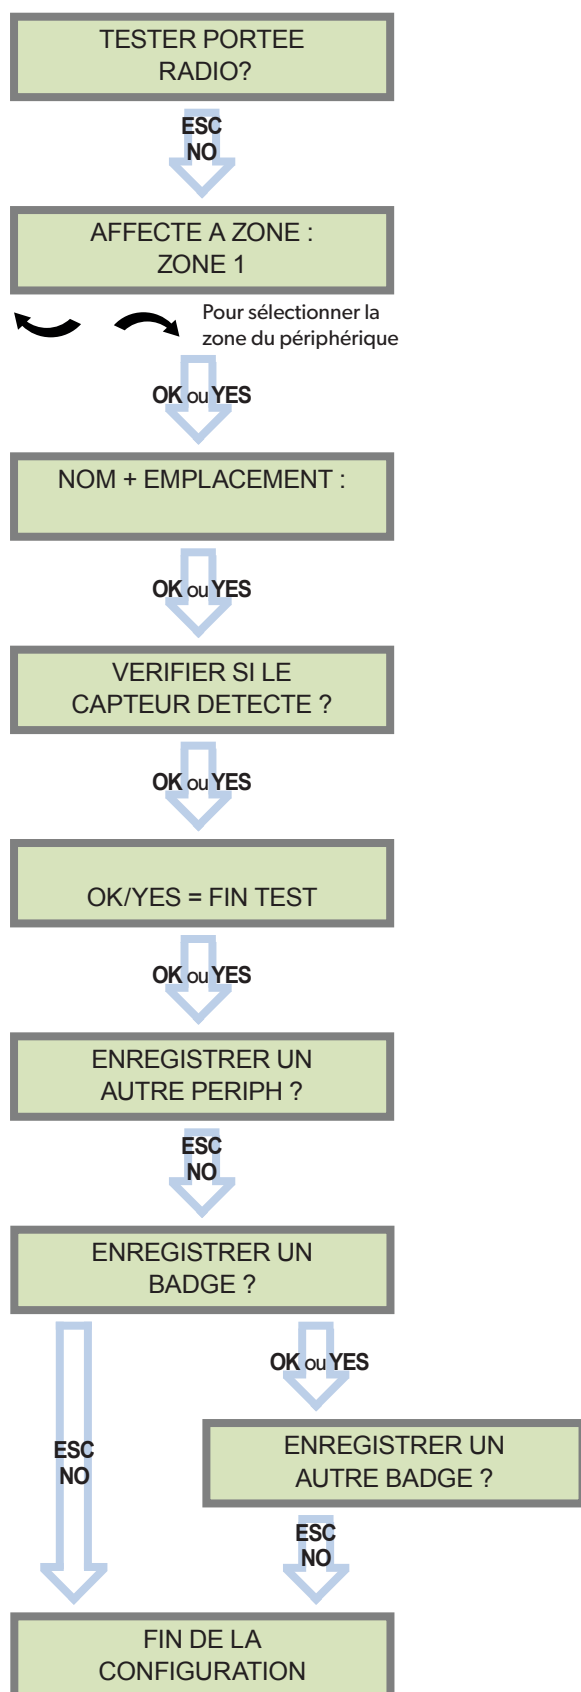 TESTER PORTEE
RADIO?
ESC
NO
AFFECTE A ZONE :
ZONE 1
Pour sélectionner la
zone du périphérique
OK ou YES
NOM + EMPLACEMENT :
OK ou YES
VERIFIER SI LE
CAPTEUR DETECTE ?
OK ou YES
OK/YES = FIN TEST
OK ou YES
ENREGISTRER UN
AUTRE PERIPH ?
ESC
NO
ENREGISTRER UN
BADGE ?
OK ou YES
ENREGISTRER UN
AUTRE BADGE ?
ESC
NO
ESC
NO
FIN DE LA
CONFIGURATION